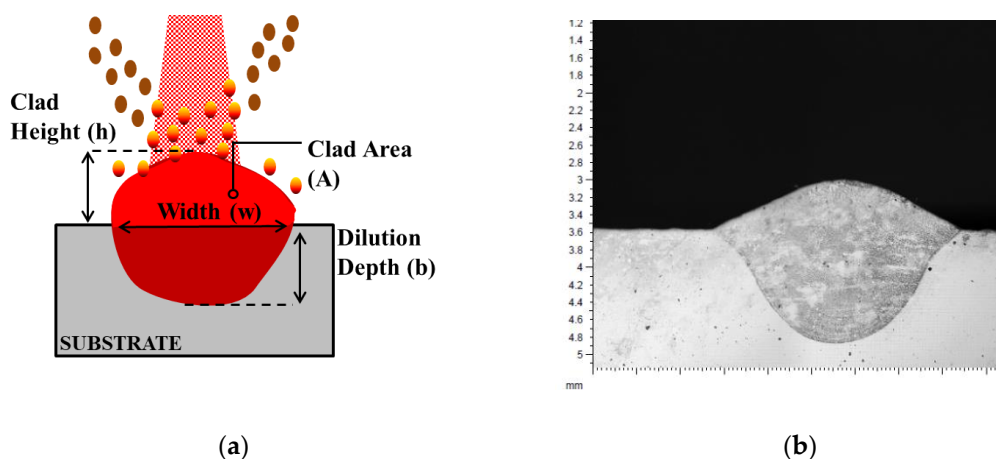 Clad
Height (h)
Clad Area
(A)
Width (w)
Dilution
Depth (b)
SUBSTRATE
1.2
1.4
1.6
1.8
2
2.2
2.4
2.6
2.8
3
3.2
3.4
3.6
3.8
4
4.2
4.4
4.6
4.8
5
mm
(a)
(b)